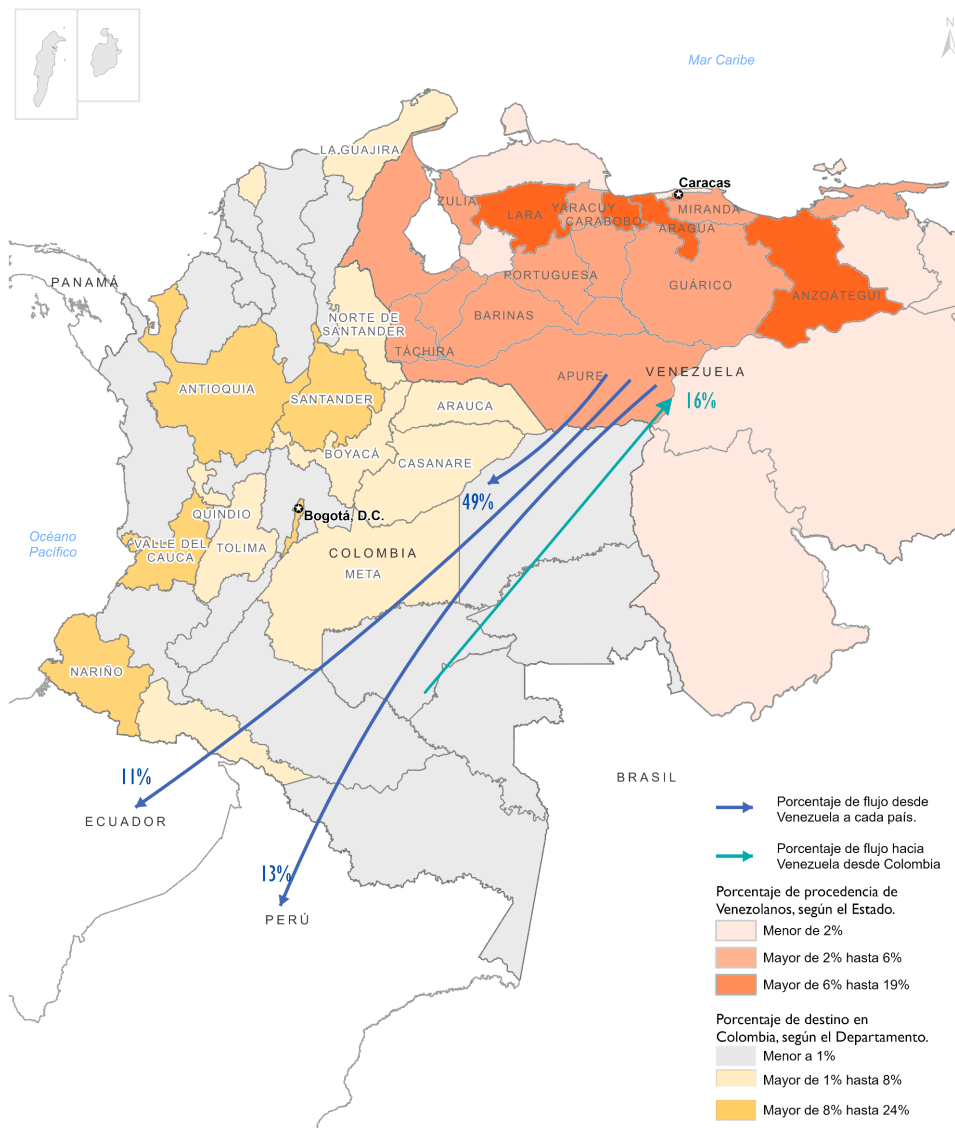 N
Mar Caribe
LA GUAJIRA
Caracas
ZULIA
LARA
YARACUY
CARABOBO
MIRANDA
ARAGUA
PANAMÁ
PORTUGUESA
GUÁRICO
ANZOÁTEGUI
NORTE DE
SANTANDER
BARINAS
TÁCHIRA
APURE
VENEZUELA
ANTIOQUIA
SANTANDER
ARAUCA
16%
BOYACÁ
CASANARE
49%
QUINDIO
Bogotá, D.C.
Océano
Pacífico
VALLE DEL
CAUCA
TOLIMA
COLOMBIA
META
NARIÑO
11%
BRASIL
ECUADOR
13%
PERÚ
Porcentaje de flujo desde
Venezuela a cada país.
Porcentaje de flujo hacia
Venezuela desde Colombia
Porcentaje de procedencia de
Venezolanos, según el Estado.
Menor de 2%
Mayor de 2% hasta 6%
Mayor de 6% hasta 19%
Porcentaje de destino en
Colombia, según el Departamento.
Menor a 1%
Mayor de 1% hasta 8%
Mayor de 8% hasta 24%